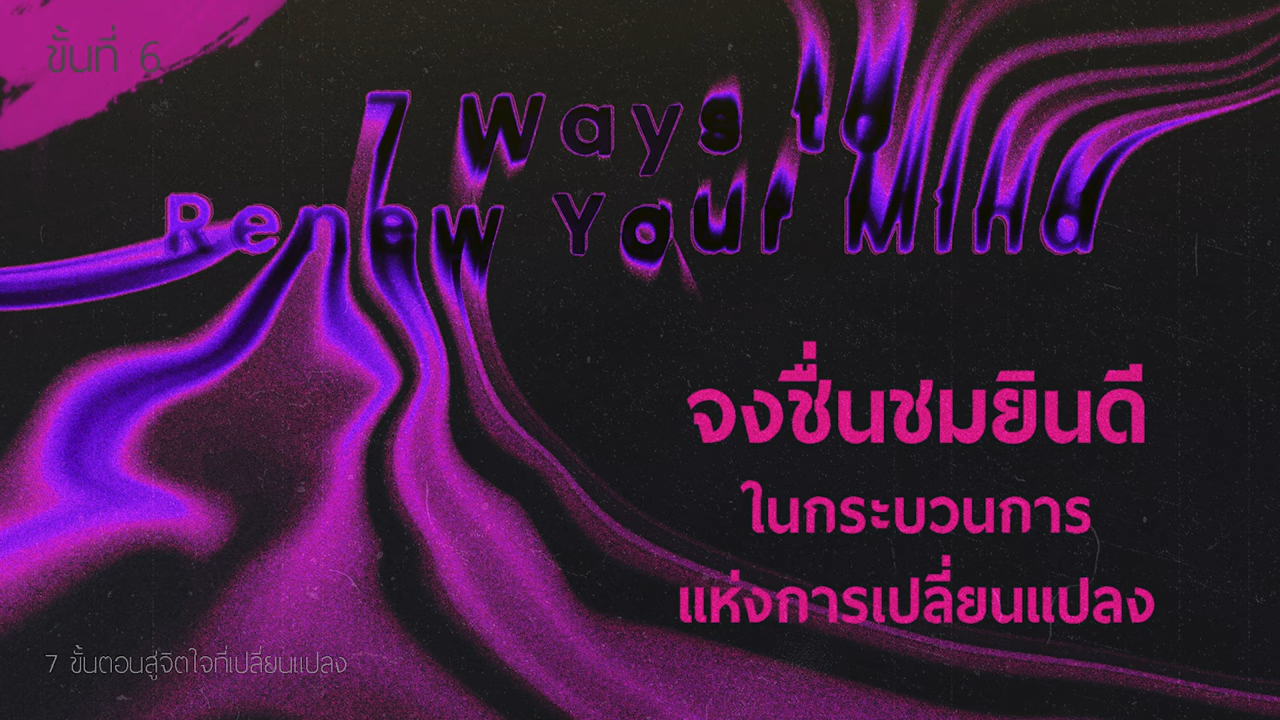 ขั้นที่ 6
7 Ways to
Renew Your Mind
จงชื่นชมยินดี
ในกระบวนการ
แห่งการเปลี่ยนแปลง
7 ขั้นตอนสู่จิตใจที่เปลี่ยนแปลง